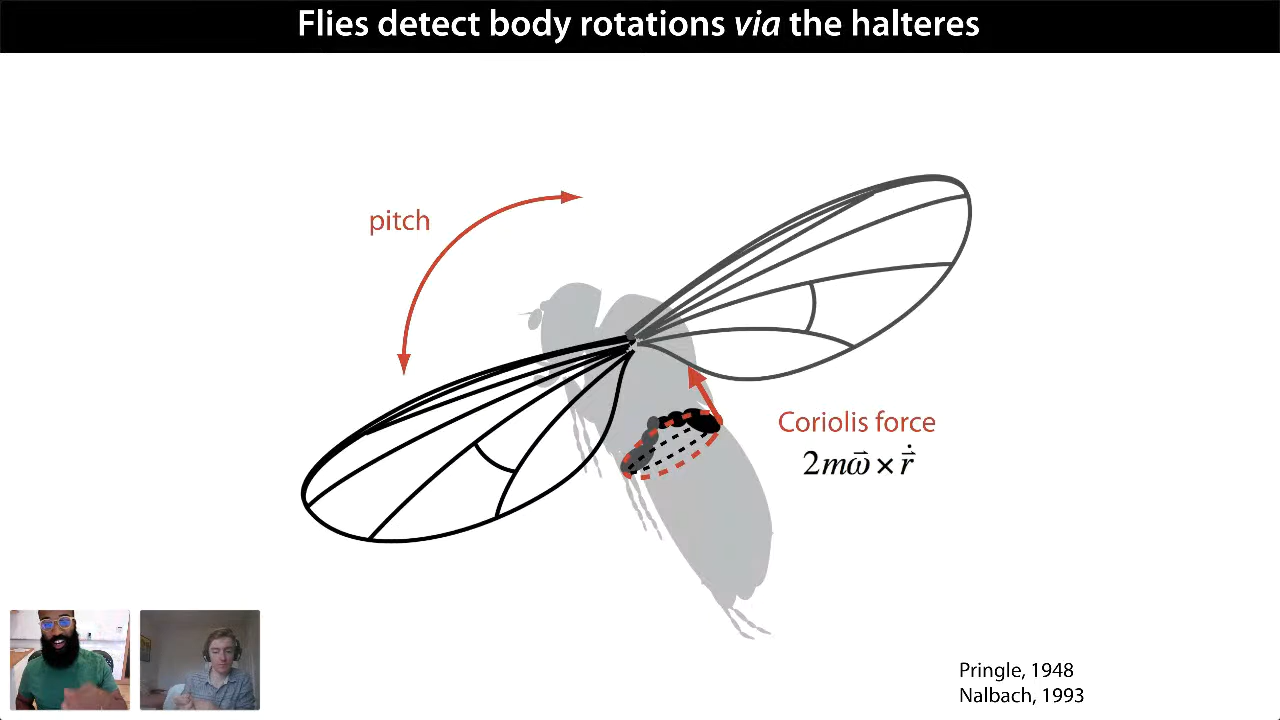 Flies detect body rotations via the halteres
pitch
Coriolis force
2mω⃗ × ṙ⃗
Pringle, 1948
Nalbach, 1993